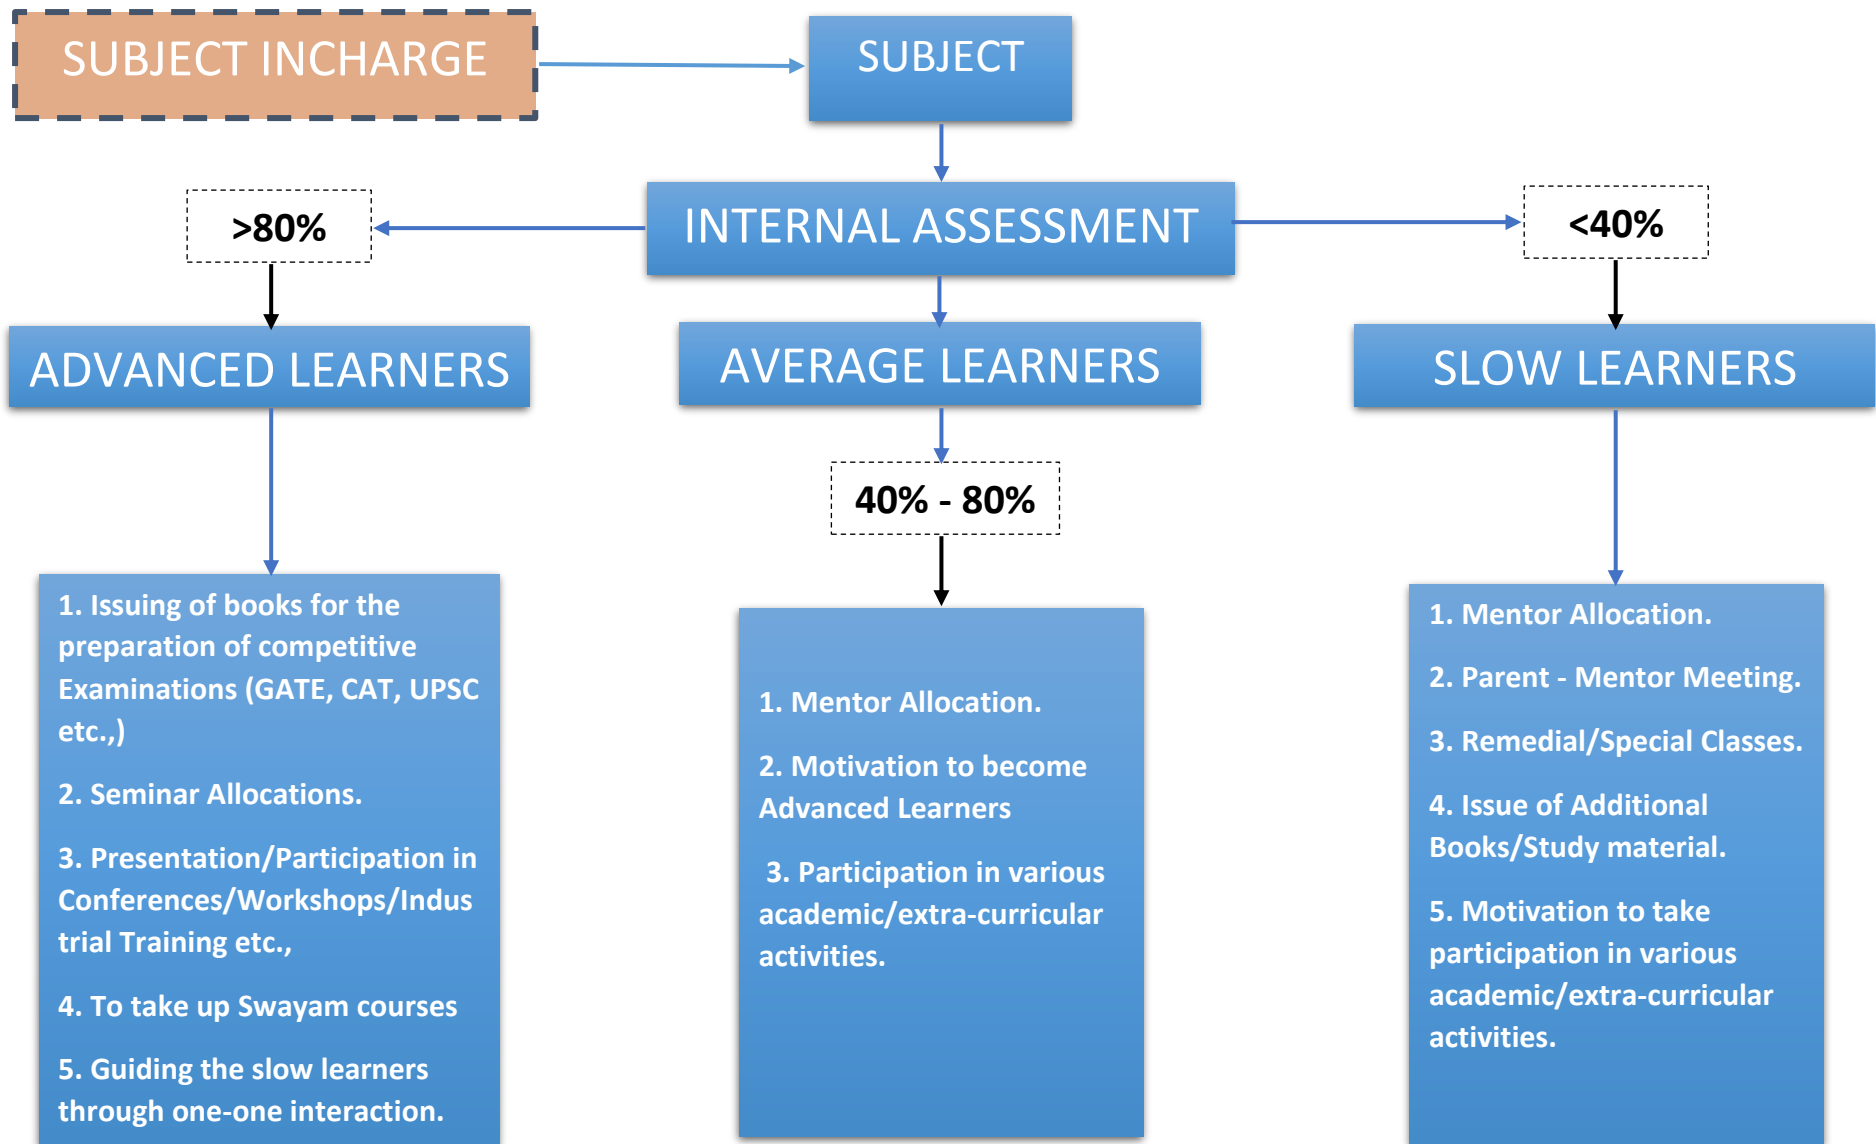 SUBJECT INCHARGE
SUBJECT
>80%
INTERNAL ASSESSMENT
<40%
ADVANCED LEARNERS
AVERAGE LEARNERS
SLOW LEARNERS
40% - 80%
1. Issuing of books for the
preparation of competitive
Examinations (GATE, CAT, UPSC
etc.,)
2. Seminar Allocations.
3. Presentation/Participation in
Conferences/Workshops/Indus
trial Training etc.,
4. To take up Swayam courses
5. Guiding the slow learners
through one-one interaction.
1. Mentor Allocation.
2. Motivation to become
Advanced Learners
3. Participation in various
academic/extra-curricular
activities.
1. Mentor Allocation.
2. Parent - Mentor Meeting.
3. Remedial/Special Classes.
4. Issue of Additional
Books/Study material.
5. Motivation to take
participation in various
academic/extra-curricular
activities.